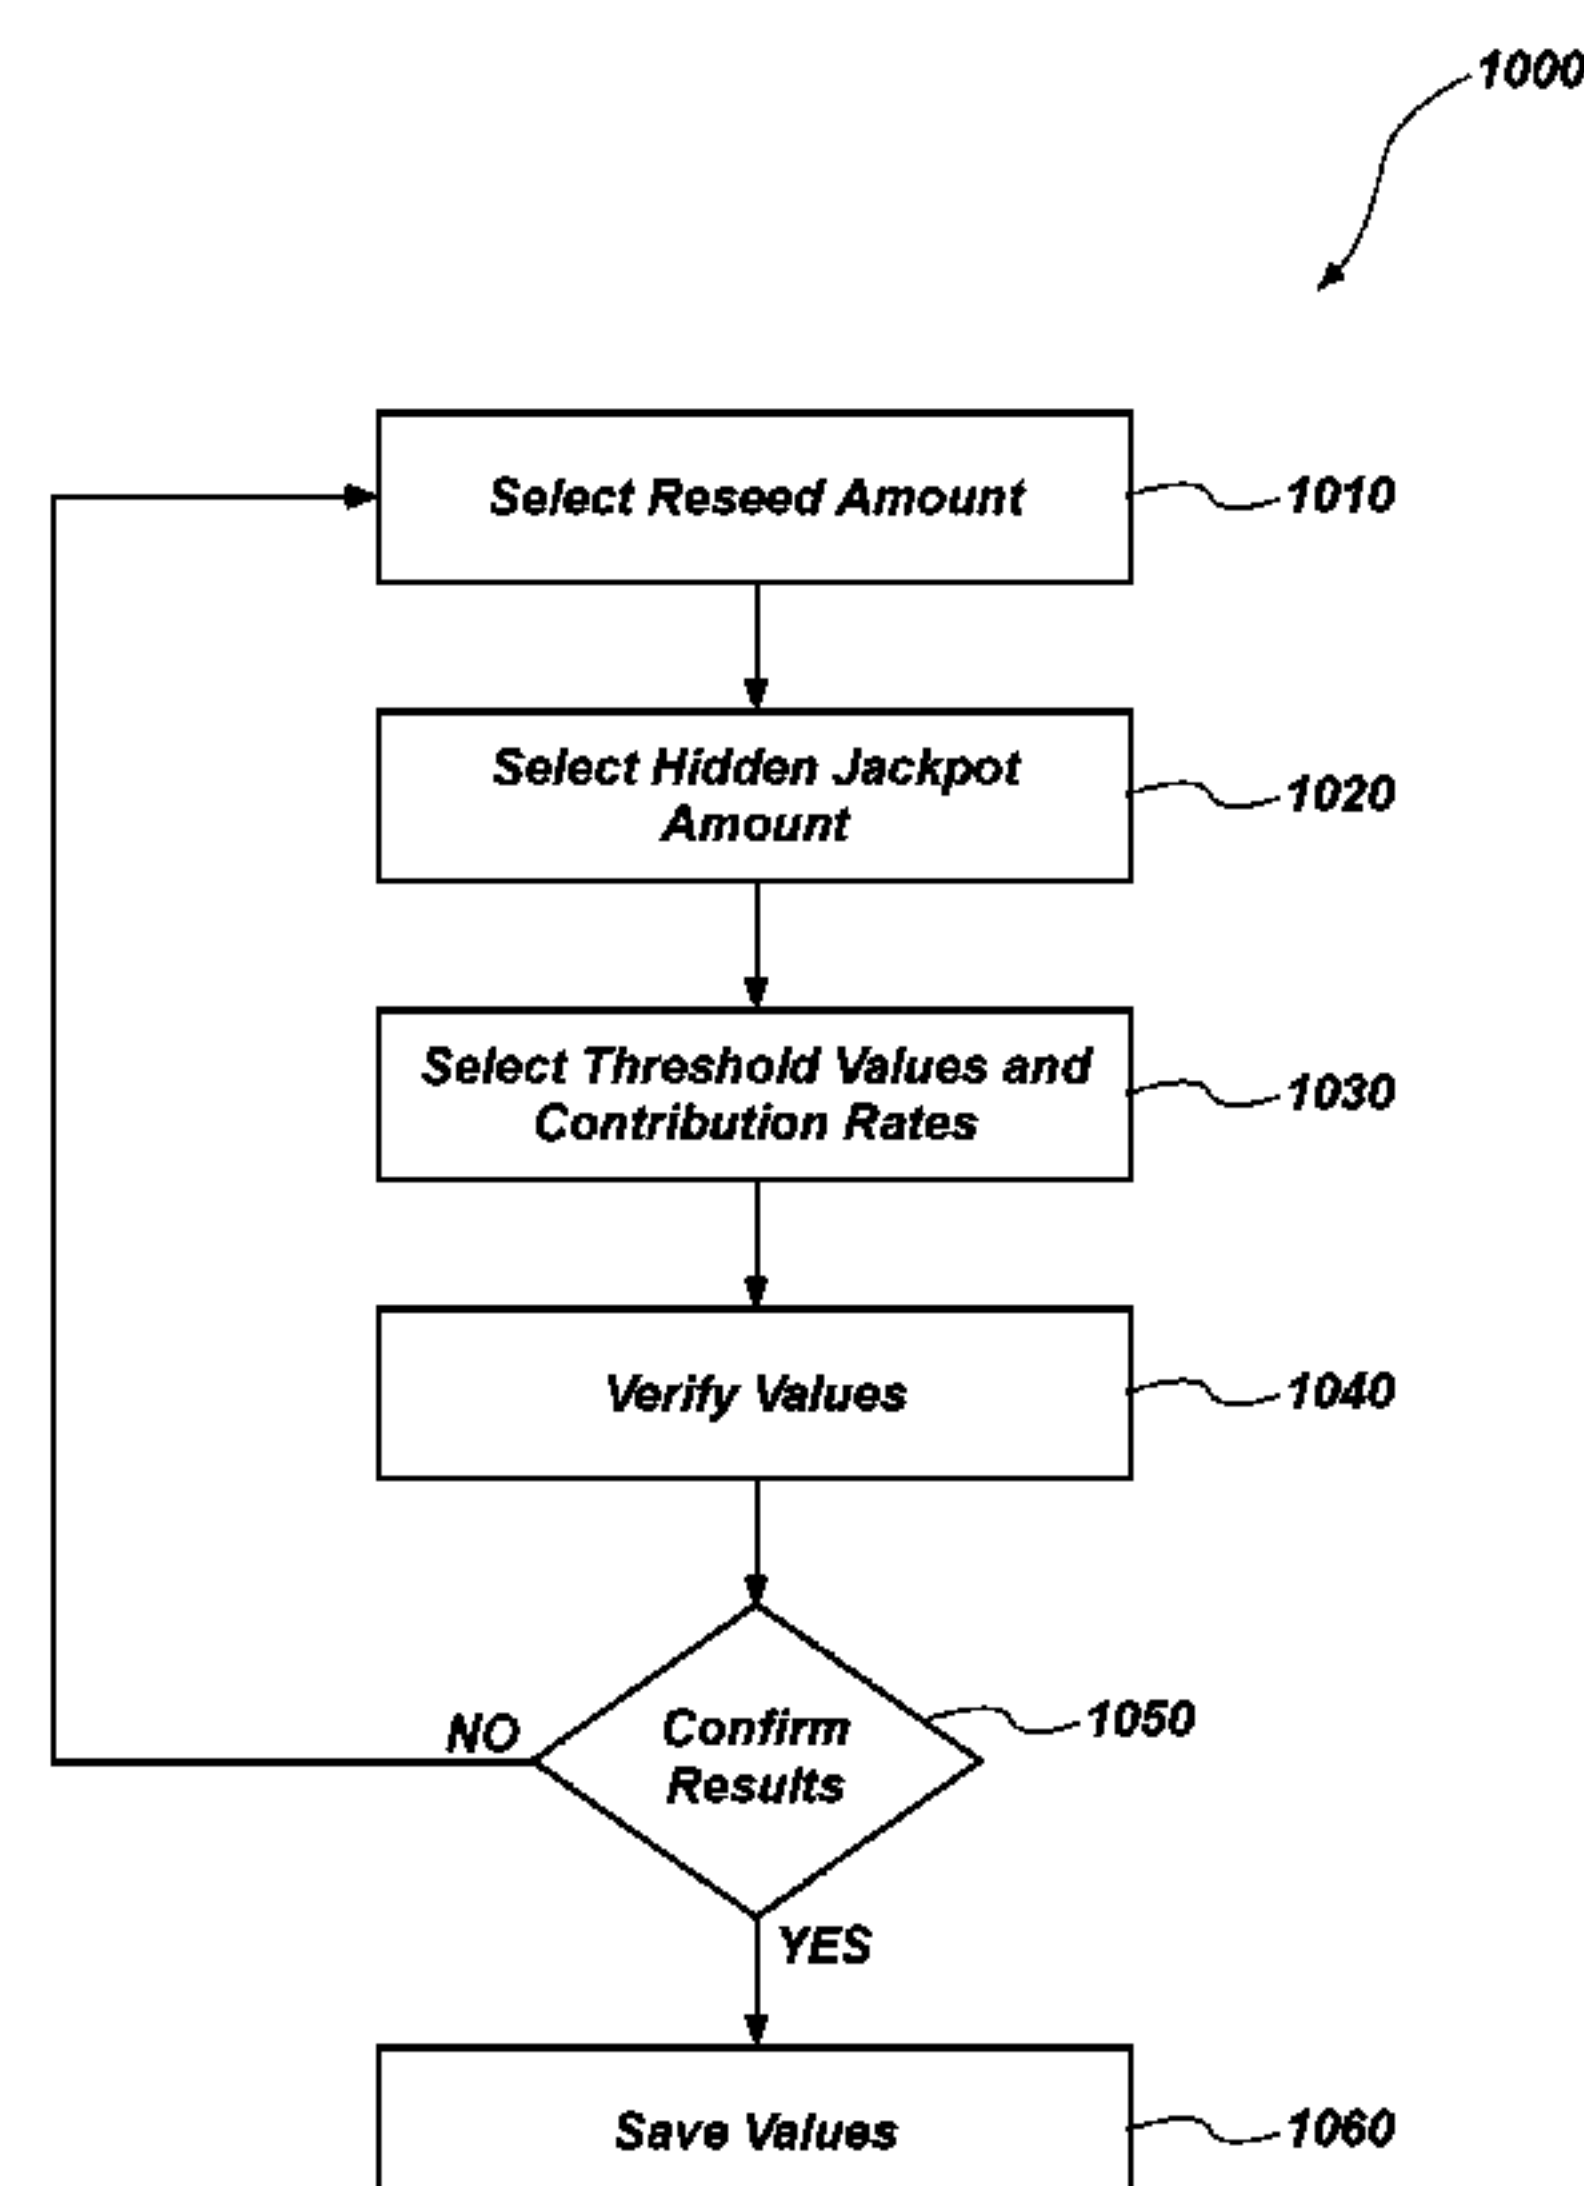 1000
Select Reseed Amount
1010
Select Hidden Jackpot
Amount
1020
Select Threshold Values and
Contribution Rates
1030
Verify Values
1040
Confirm
Results
1050
NO
YES
Save Values
1060